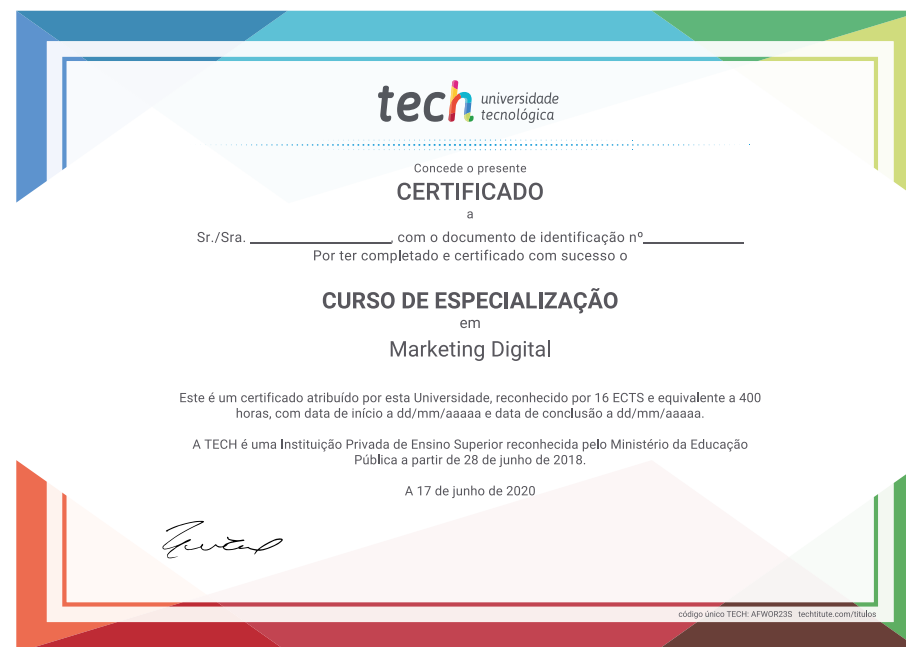 tech universidade
tecnológica
Concede o presente
CERTIFICADO
a
Sr./Sra. ____________________, com o documento de identificação nº______________
Por ter completado e certificado com sucesso o
CURSO DE ESPECIALIZAÇÃO
em
Marketing Digital
Este é um certificado atribuído por esta Universidade, reconhecido por 16 ECTS e equivalente a 400
horas, com data de início a dd/mm/aaaaa e data de conclusão a dd/mm/aaaaa.
A TECH é uma Instituição Privada de Ensino Superior reconhecida pelo Ministério da Educação
Pública a partir de 28 de junho de 2018.
A 17 de junho de 2020
código único TECH: AFWOR23S techtitute.com/titulos